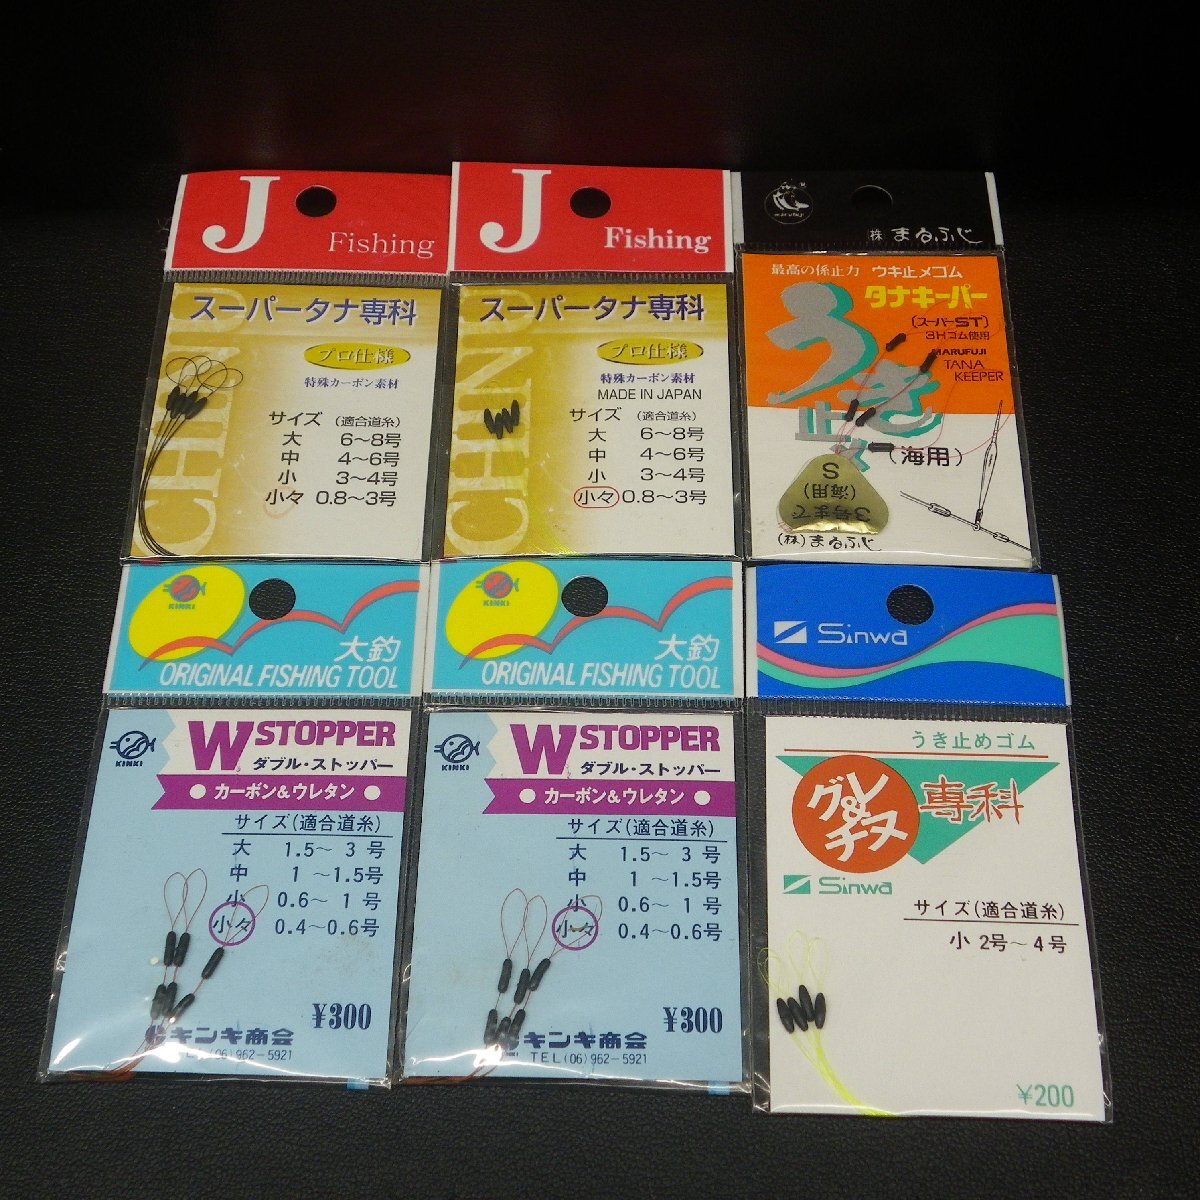 J Fishing
スーパータナ専科
プロ仕様
特殊カーボン素材
サイズ (適合道糸)
大 6〜8号
中 4〜6号
小 3〜4号
小々 0.8〜3号
CHINU
J Fishing
スーパータナ専科
プロ仕様
特殊カーボン素材
MADE IN JAPAN
サイズ (適合道糸)
大 6〜8号
中 4〜6号
小 3〜4号
小々 0.8〜3号
CHINU
㈱ まるふじ
最高の係止力 ウキ止メゴム
タナキーパー
(スーパーST)
3Hゴム使用
MARUFUJI
TANA
KEEPER
うき
止メ
(海用)
3号まで
(海用)
S
(株)まるふじ
KINKI
大釣
ORIGINAL FISHING TOOL
KINKI
W STOPPER
ダブル・ストッパー
● カーボン&ウレタン ●
サイズ(適合道糸)
大 1.5〜 3 号
中 1 〜1.5号
小 0.6〜 1 号
小々 0.4〜0.6号
¥300
キンキ商会
(06)962-5921
KINKI
大釣
ORIGINAL FISHING TOOL
KINKI
W STOPPER
ダブル・ストッパー
● カーボン&ウレタン ●
サイズ(適合道糸)
大 1.5〜 3 号
中 1 〜1.5号
小 0.6〜 1 号
小々 0.4〜0.6号
¥300
キンキ商会
TEL(06)962-5921
Sinwa
うき止めゴム
グレ&チヌ 専科
Sinwa
サイズ(適合道糸)
小 2号〜4号
¥200